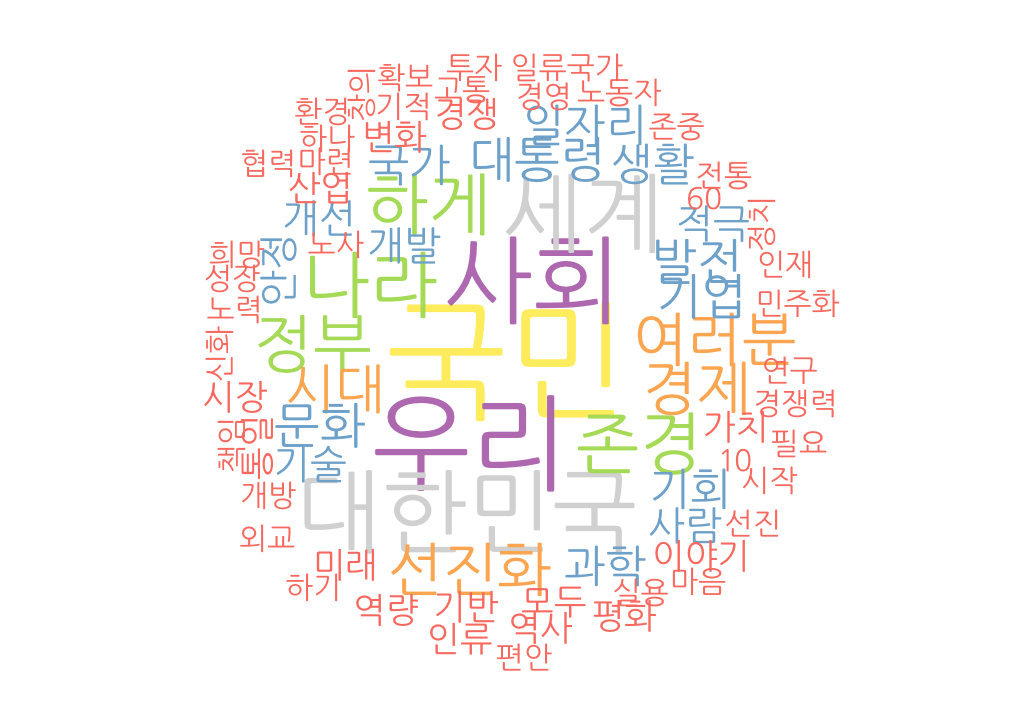 투자 일류국가
확보 고통
창의
기적 경쟁 경영 노동자
환경
하나 변화 일자리 존중
협력 마련 국가 대통령 생활 전통
산업 하게 세계 60
개선 노사 개발 적극 정치
희망 안정 나라 사회 발전 인재
성장 기업 민주화
노력 정부 국민 여러분
신화 시대 경제 연구
시장 경쟁력
책임 통일 문화 우리 존경 가치 필요
기술 10
개방 대한민국 기회 시작
외교 사람 선진
미래 선진화 과학 이야기
하기 실용 마음
역량 기반 모두 평화
인류 역사
편안